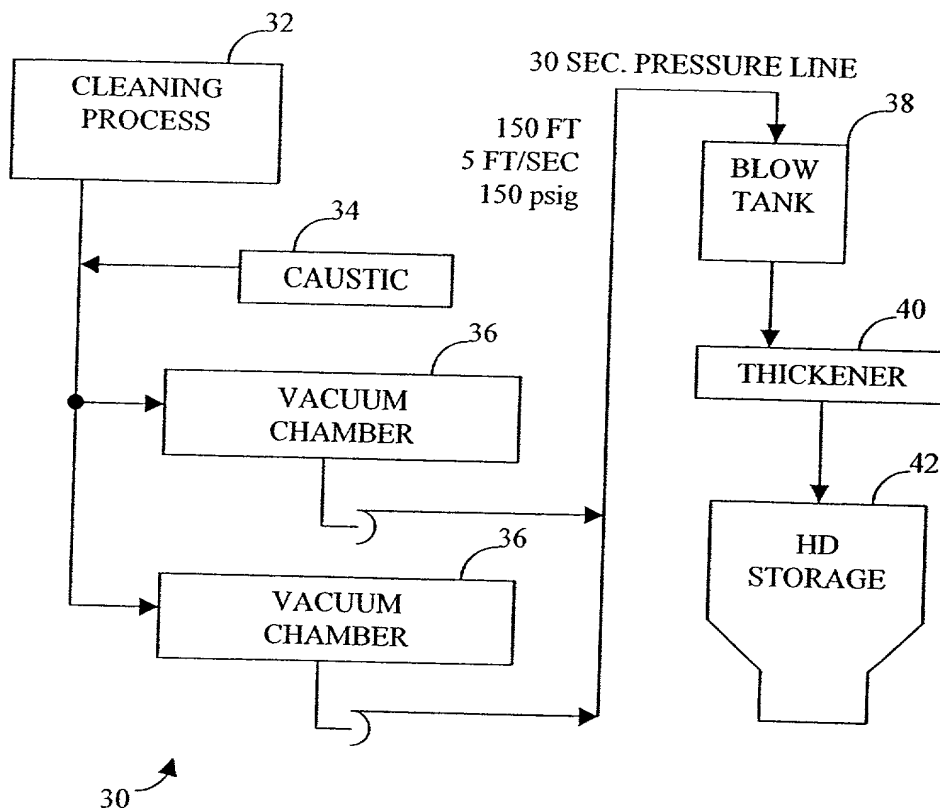 32
CLEANING
PROCESS
30 SEC. PRESSURE LINE
150 FT
5 FT/SEC
150 psig
38
BLOW
TANK
34
CAUSTIC
36
VACUUM
CHAMBER
40
THICKENER
42
HD
STORAGE
36
VACUUM
CHAMBER
30